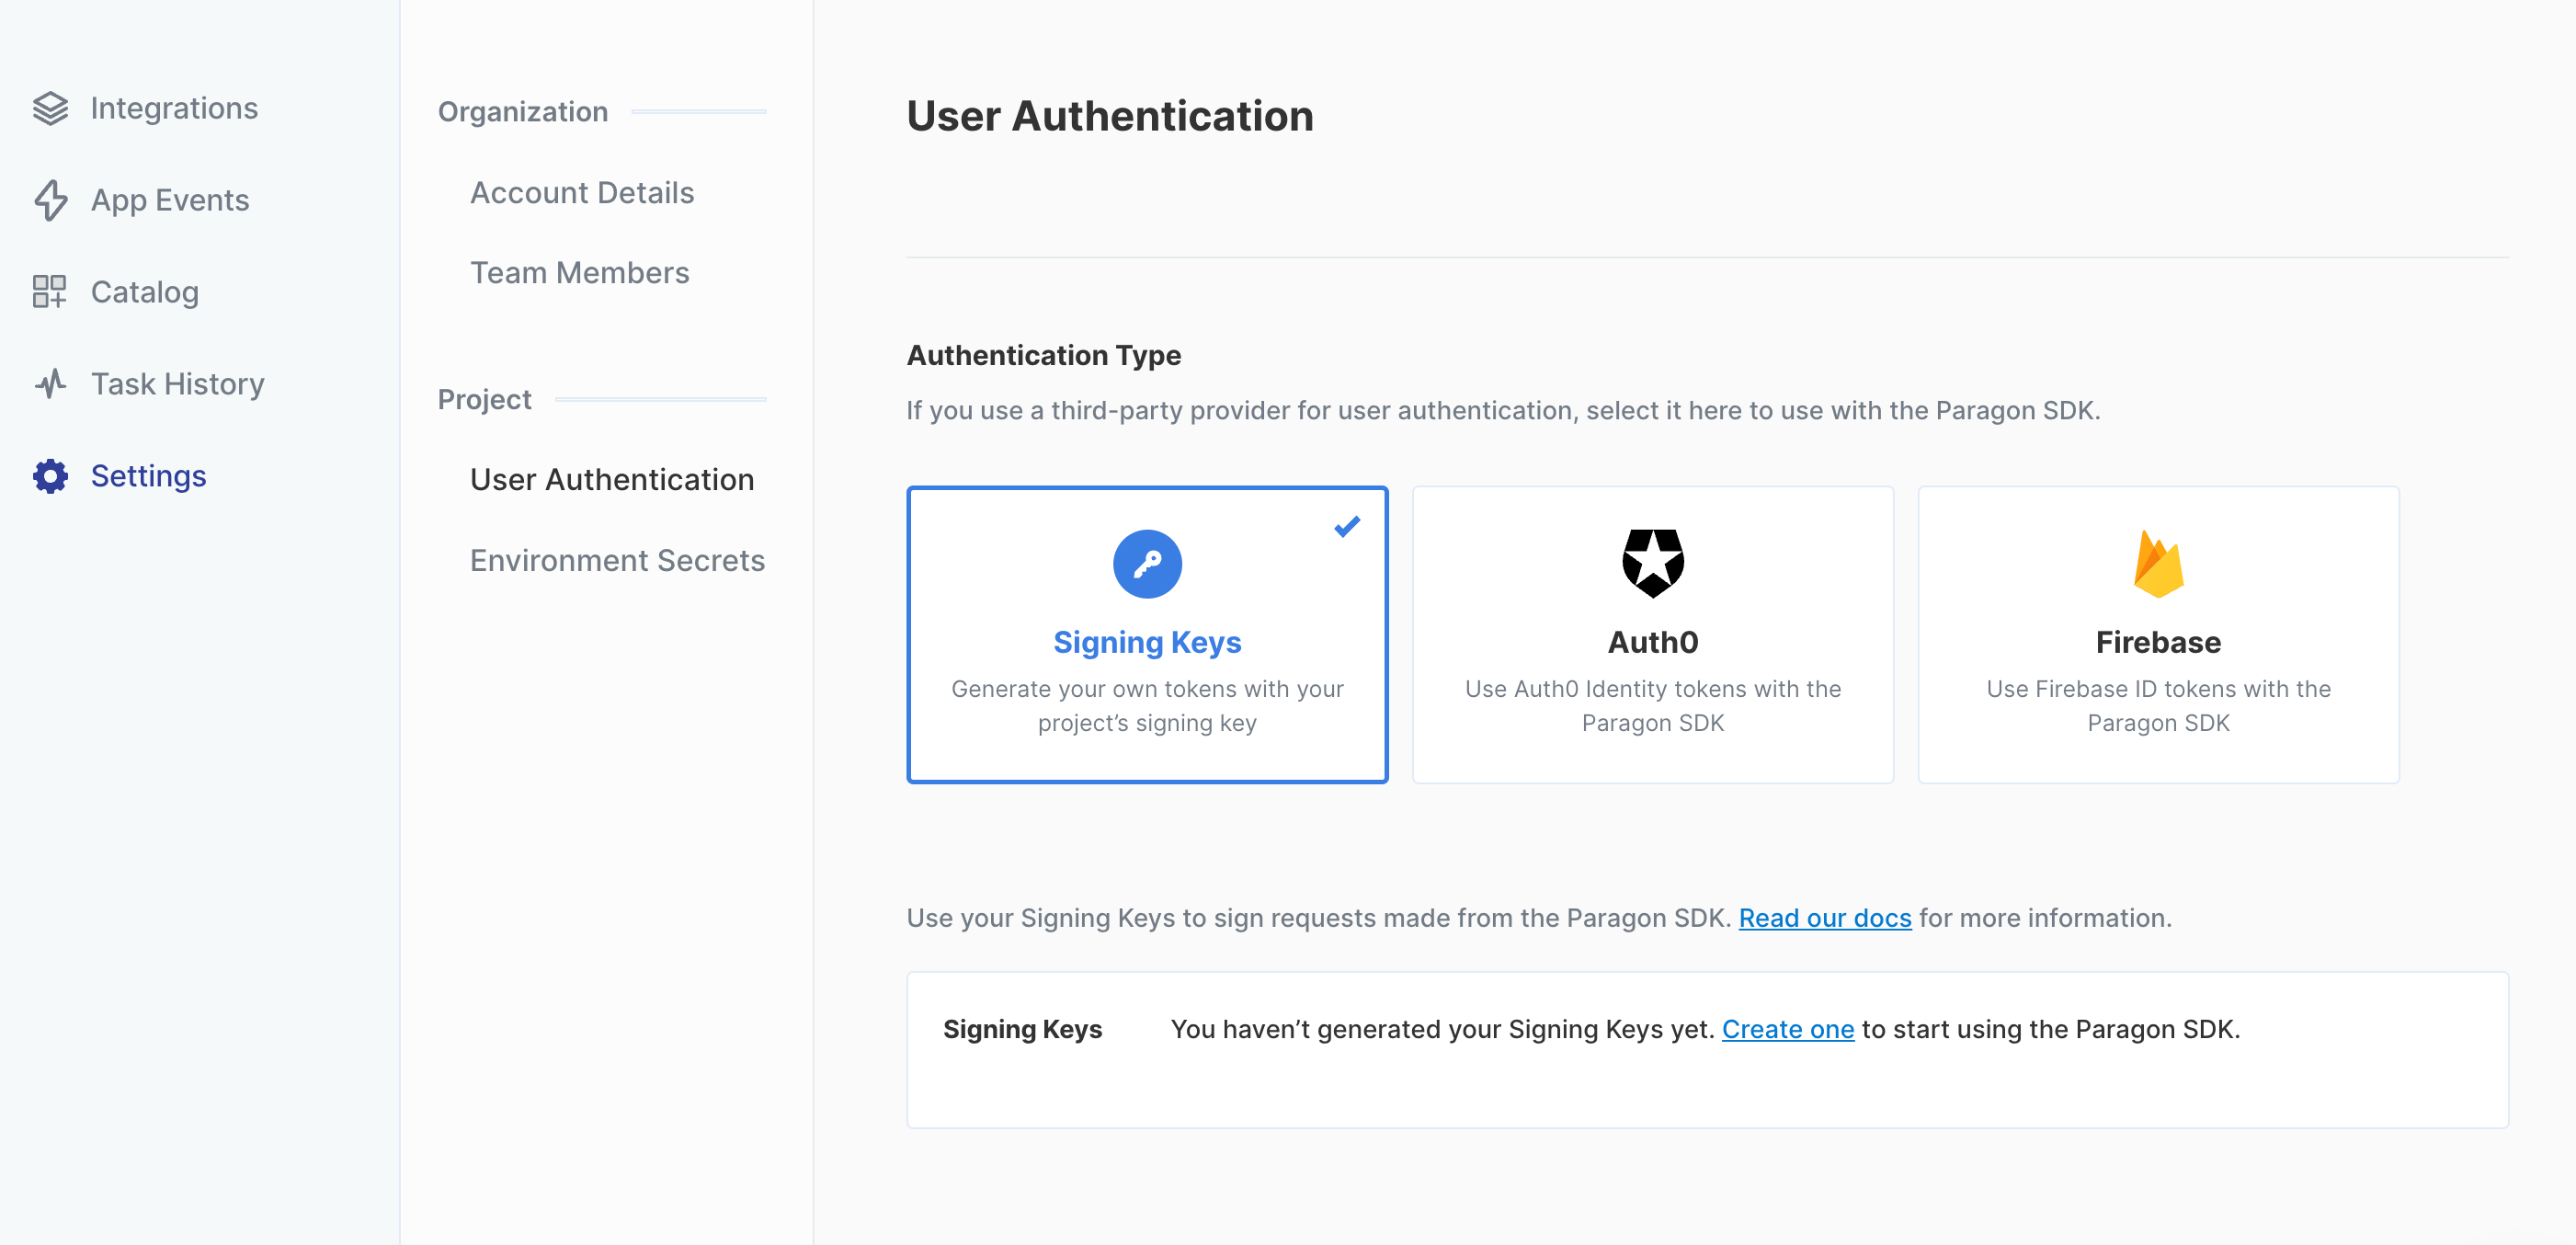 Integrations
App Events
Catalog
Task History
Settings
Organization
Account Details
Team Members
Project
User Authentication
Environment Secrets
User Authentication
Authentication Type
If you use a third-party provider for user authentication, select it here to use with the Paragon SDK.
Signing Keys
Generate your own tokens with your
project’s signing key
Auth0
Use Auth0 Identity tokens with the
Paragon SDK
Firebase
Use Firebase ID tokens with the
Paragon SDK
Use your Signing Keys to sign requests made from the Paragon SDK. Read our docs for more information.
Signing Keys You haven’t generated your Signing Keys yet. Create one to start using the Paragon SDK.